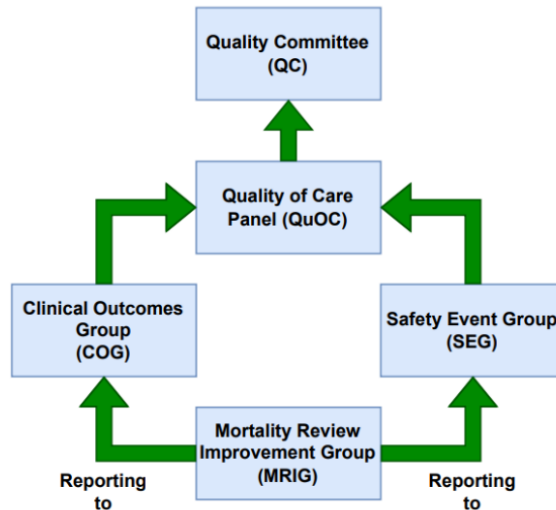 Quality Committee
(QC)
Quality of Care
Panel (QuOC)
Clinical Outcomes
Group
(COG)
Safety Event Group
(SEG)
Mortality Review
Improvement Group
(MRIG)
Reporting
to
Reporting
to